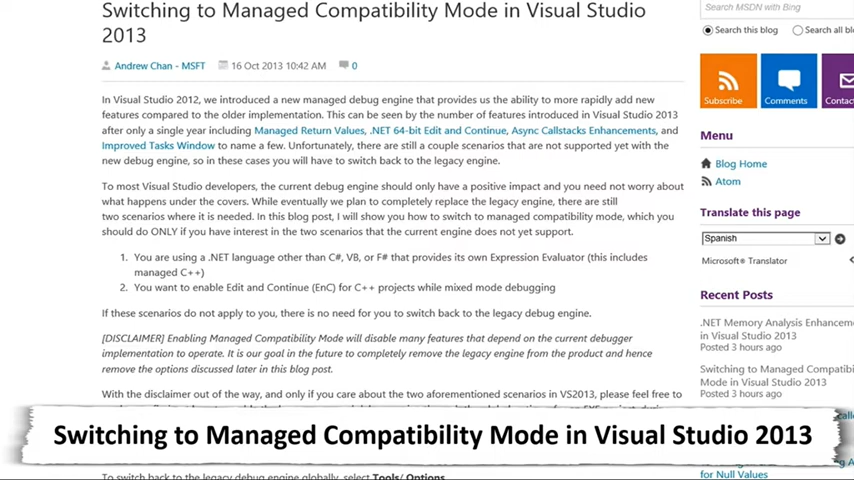 Switching to Managed Compatibility Mode in Visual Studio
2013
Andrew Chan - MSFT 16 Oct 2013 10:42 AM 0
In Visual Studio 2012, we introduced a new managed debug engine that provides us the ability to more rapidly add new
features compared to the older implementation. This can be seen by the number of features introduced in Visual Studio 2013
after only a single year including Managed Return Values, .NET 64-bit Edit and Continue, Async Callstacks Enhancements, and
Improved Tasks Window to name a few. Unfortunately, there are still a couple scenarios that are not supported yet with the
new debug engine, so in these cases you will have to switch back to the legacy engine.
To most Visual Studio developers, the current debug engine should only have a positive impact and you need not worry about
what happens under the covers. While eventually we plan to completely replace the legacy engine, there are still
two scenarios where it is needed. In this blog post, I will show you how to switch to managed compatibility mode, which you
should do ONLY if you have interest in the two scenarios that the current engine does not yet support.
1. You are using a .NET language other than C#, VB, or F# that provides its own Expression Evaluator (this includes
managed C++)
2. You want to enable Edit and Continue (EnC) for C++ projects while mixed mode debugging
If these scenarios do not apply to you, there is no need for you to switch back to the legacy debug engine.
[DISCLAIMER] Enabling Managed Compatibility Mode will disable many features that depend on the current debugger
implementation to operate. It is our goal in the future to completely remove the legacy engine from the product and hence
remove the options discussed later in this blog post.
With the disclaimer out of the way, and only if you care about the two aforementioned scenarios in VS2013, please feel free to
To switch back to the legacy debug engine globally, select Tools/ Options
Search MSDN with Bing
Search this blog Search all blo
Subscribe Comments Contac
Menu
Blog Home
Atom
Translate this page
Spanish
Microsoft® Translator
Recent Posts
.NET Memory Analysis Enhanceme
in Visual Studio 2013
Posted 3 hours ago
Switching to Managed Compatibi
Mode in Visual Studio 2013
Posted 3 hours ago
for Null Values
Switching to Managed Compatibility Mode in Visual Studio 2013